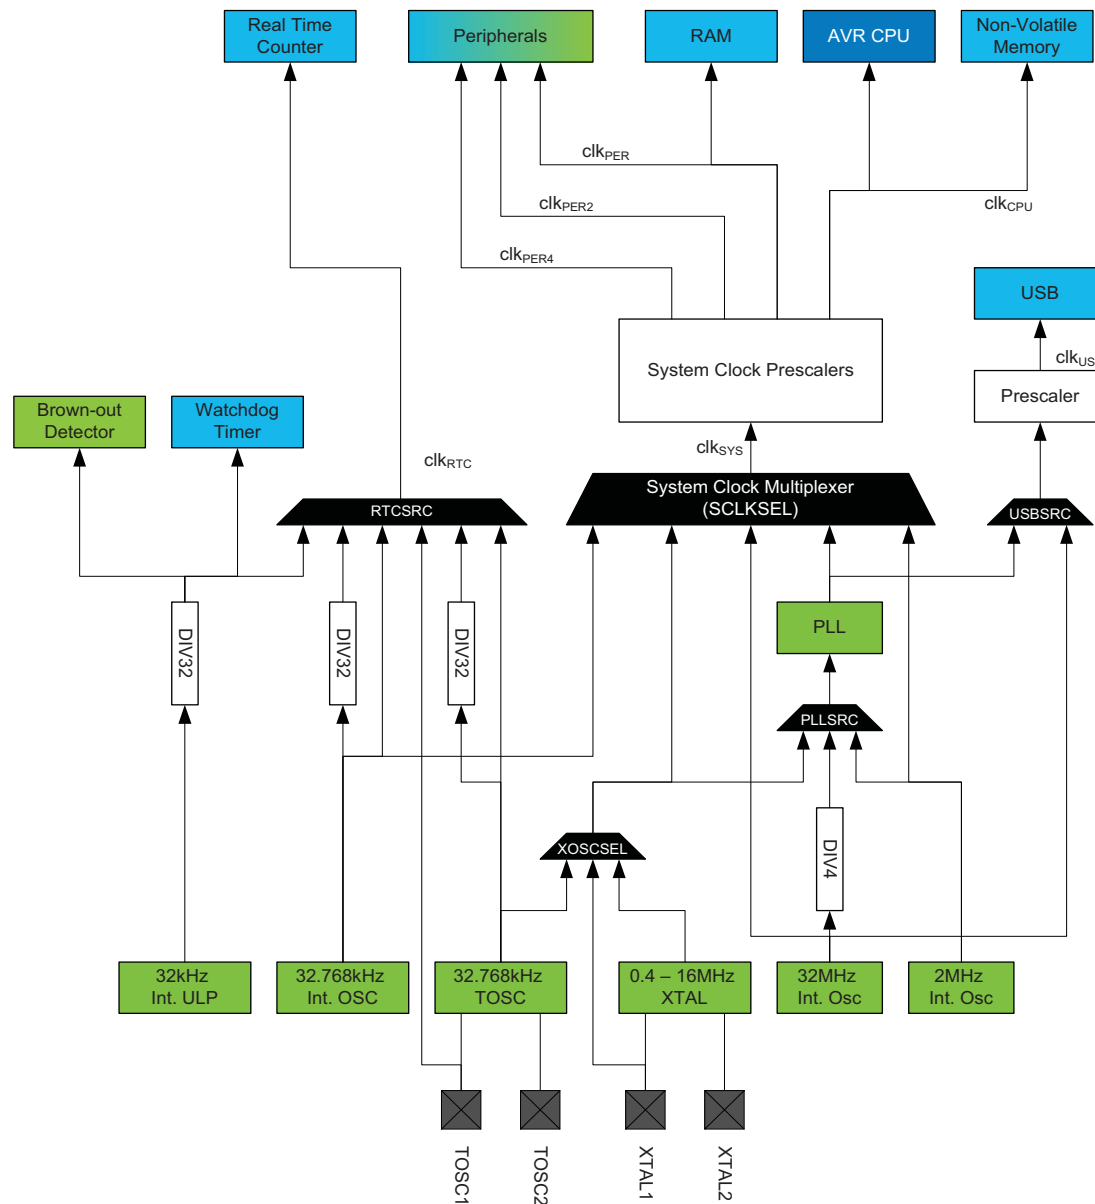 Real Time
Counter
Peripherals
RAM
AVR CPU
Non-Volatile
Memory
clkPER
clkPER2
clkCPU
clkPER4
USB
System Clock Prescalers
clkUS
Prescaler
Brown-out
Detector
Watchdog
Timer
clkSYS
clkRTC
System Clock Multiplexer
(SCLKSEL)
RTCSRC
USBSRC
DIV32
DIV32
DIV32
PLL
PLLSRC
XOSCSEL
DIV4
32kHz
Int. ULP
32.768kHz
Int. OSC
32.768kHz
TOSC
0.4 – 16MHz
XTAL
32MHz
Int. Osc
2MHz
Int. Osc
TOSC1
TOSC2
XTAL1
XTAL2